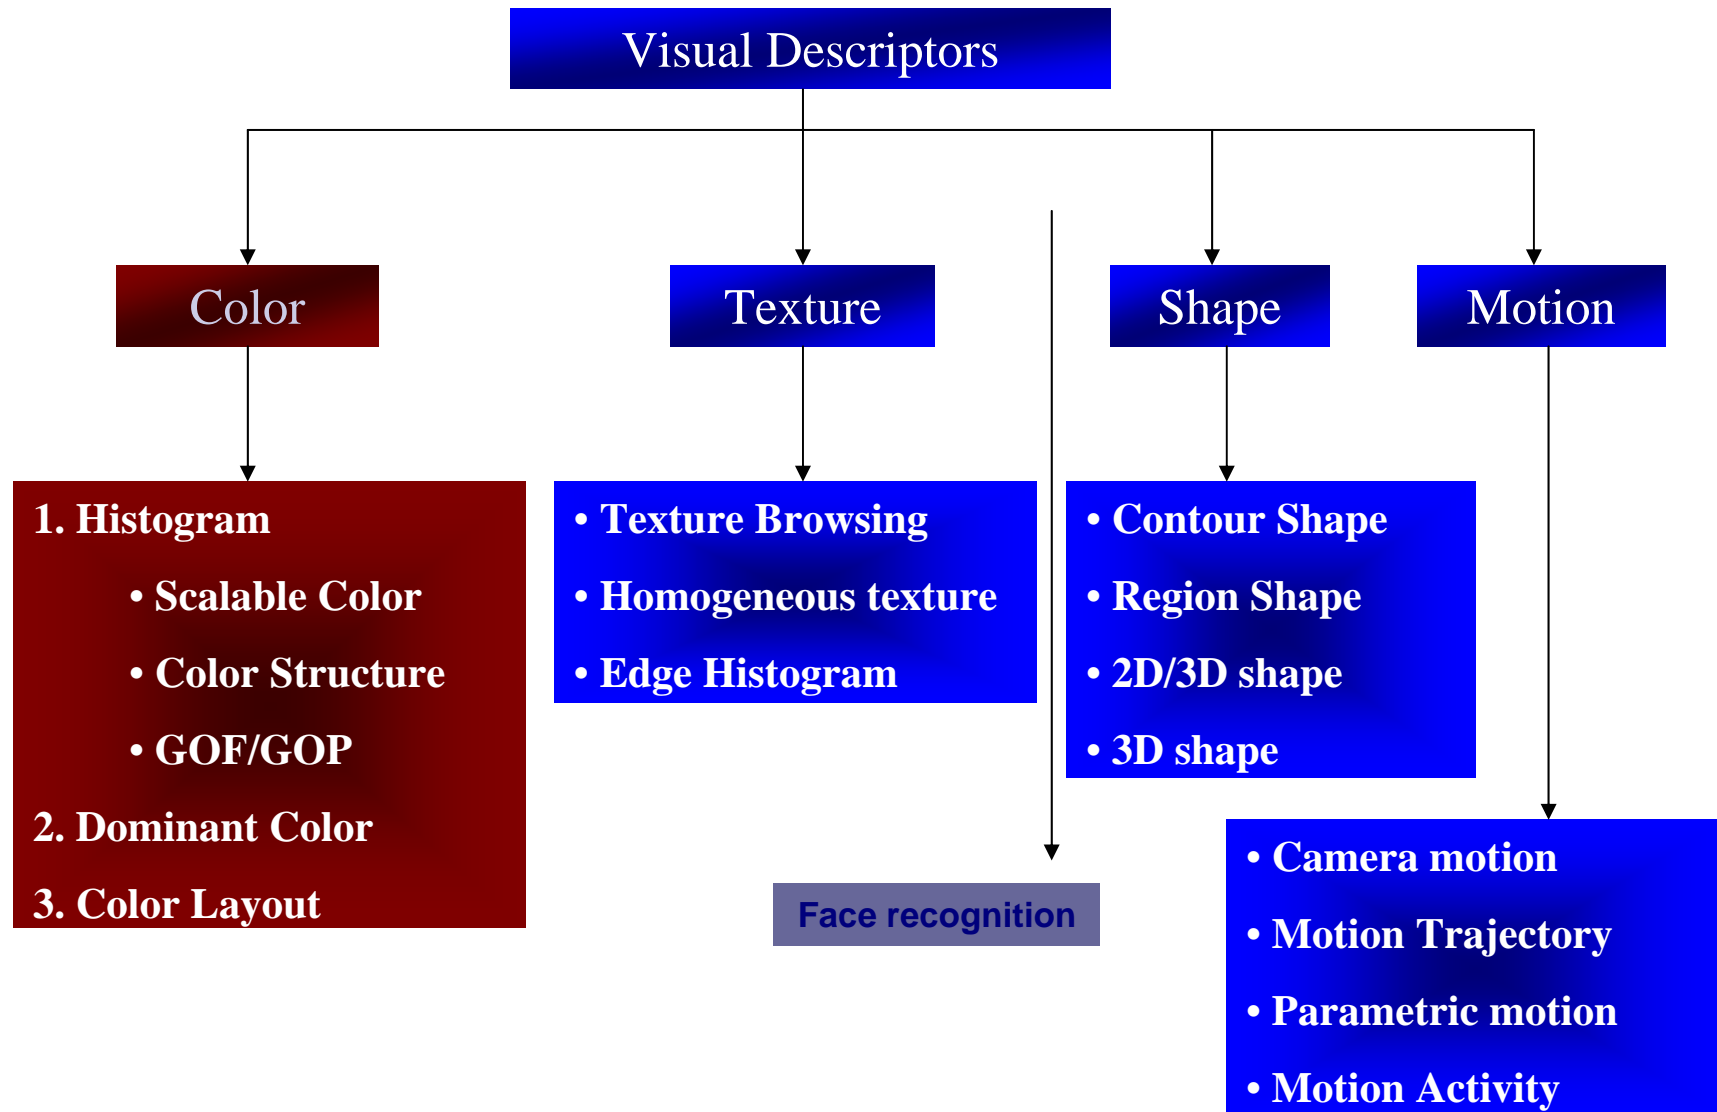 Visual Descriptors
Color
Texture
Shape
Motion
1. Histogram
• Scalable Color
• Color Structure
• GOF/GOP
2. Dominant Color
3. Color Layout
• Texture Browsing
• Homogeneous texture
• Edge Histogram
• Contour Shape
• Region Shape
• 2D/3D shape
• 3D shape
Face recognition
• Camera motion
• Motion Trajectory
• Parametric motion
• Motion Activity